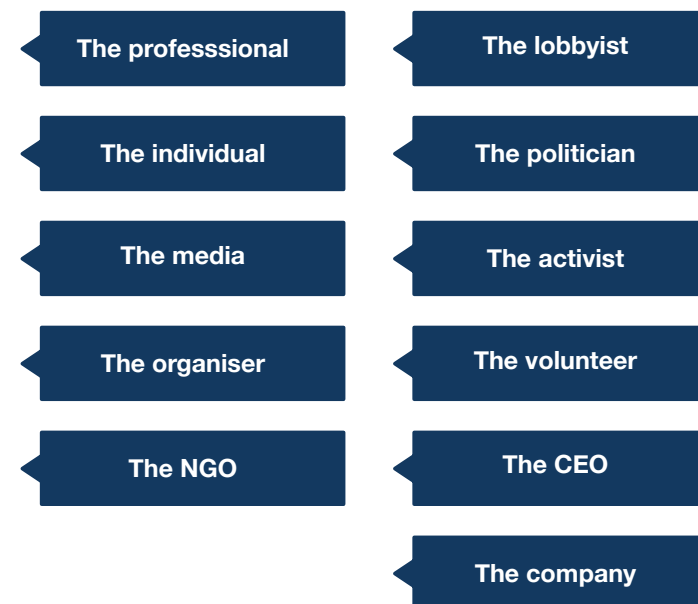 The professsional
The individual
The media
The organiser
The NGO
The lobbyist
The politician
The activist
The volunteer
The CEO
The company